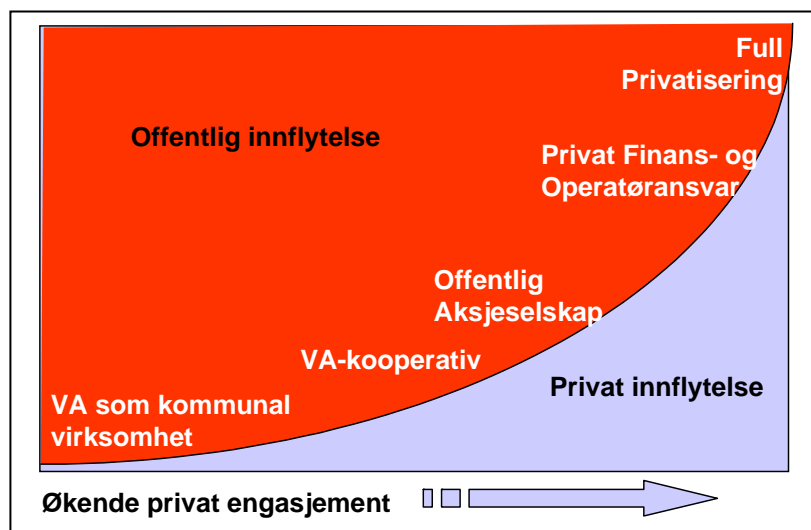 Full
Privatisering
Offentlig innflytelse
Privat Finans- og
Operatøransvar
Offentlig
Aksjeselskap
VA-kooperativ
Privat innflytelse
VA som kommunal
virksomhet
Økende privat engasjement